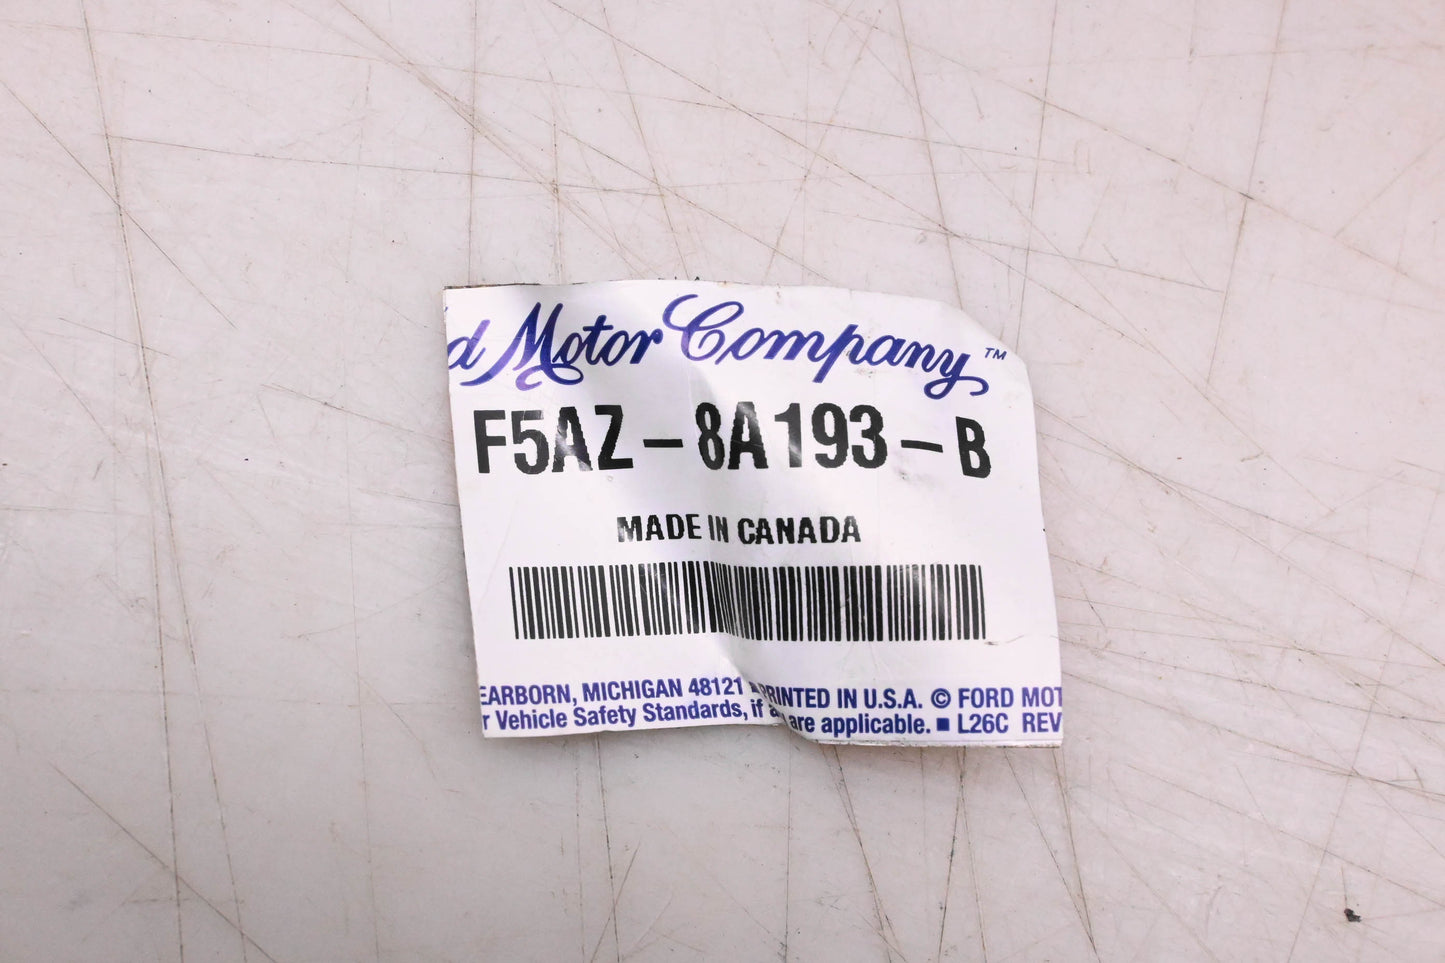 d Motor Company™
F5AZ-8A193-B
MADE IN CANADA
EARBORN, MICHIGAN 48121 ■ PRINTED IN U.S.A. © FORD MOT
r Vehicle Safety Standards, if are applicable. ■ L26C REV